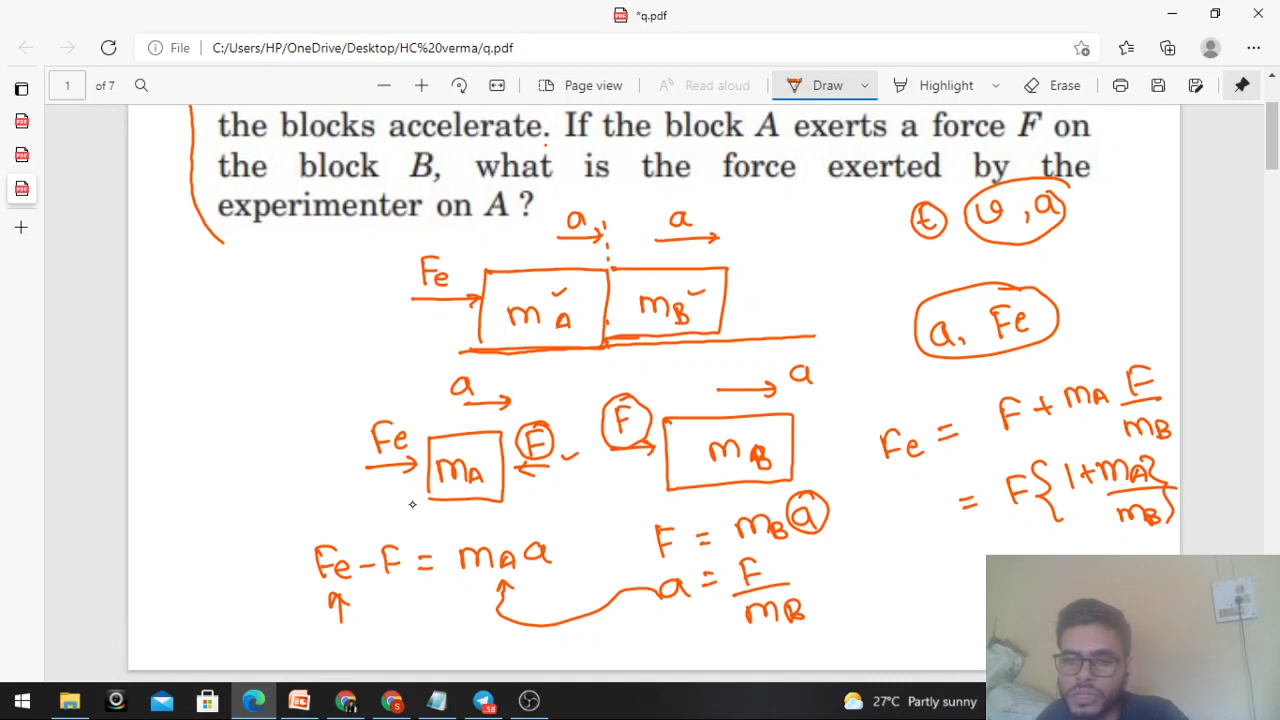 *q.pdf
File C:/Users/HP/OneDrive/Desktop/HC%20verma/q.pdf
1 of 7 Page view Read aloud Draw Highlight Erase
the blocks accelerate. If the block A exerts a force F on
the block B, what is the force exerted by the
experimenter on A ?
t v, a
a a
Fe
mA mB
a, Fe
a a
Fe mA F F mB
Fe = F + mA F/mB
= F{1+mA/mB}
F = mB a
Fe - F = mA a
a = F/mB
58
27°C Partly sunny